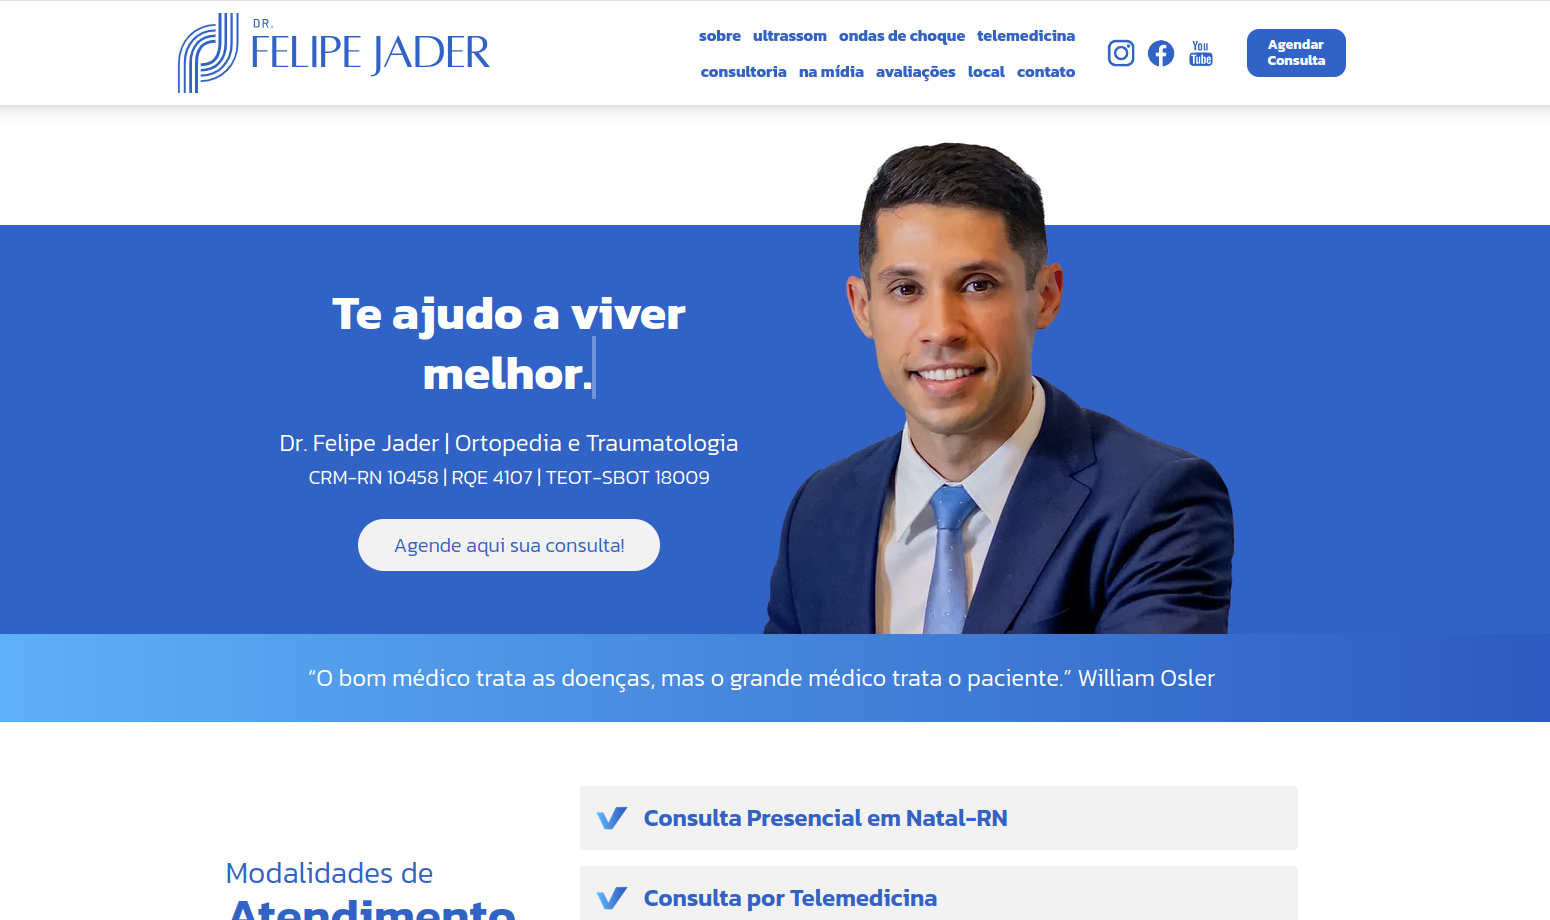 DR.
FELIPE JADER
sobre ultrassom ondas de choque telemedicina
consultoria na mídia avaliações local contato
You
Tube
Agendar
Consulta
Te ajudo a viver
melhor.
Dr. Felipe Jader | Ortopedia e Traumatologia
CRM-RN 10458 | RQE 4107 | TEOT-SBOT 18009
Agende aqui sua consulta!
“O bom médico trata as doenças, mas o grande médico trata o paciente.” William Osler
Modalidades de
Atendimento
Consulta Presencial em Natal-RN
Consulta por Telemedicina